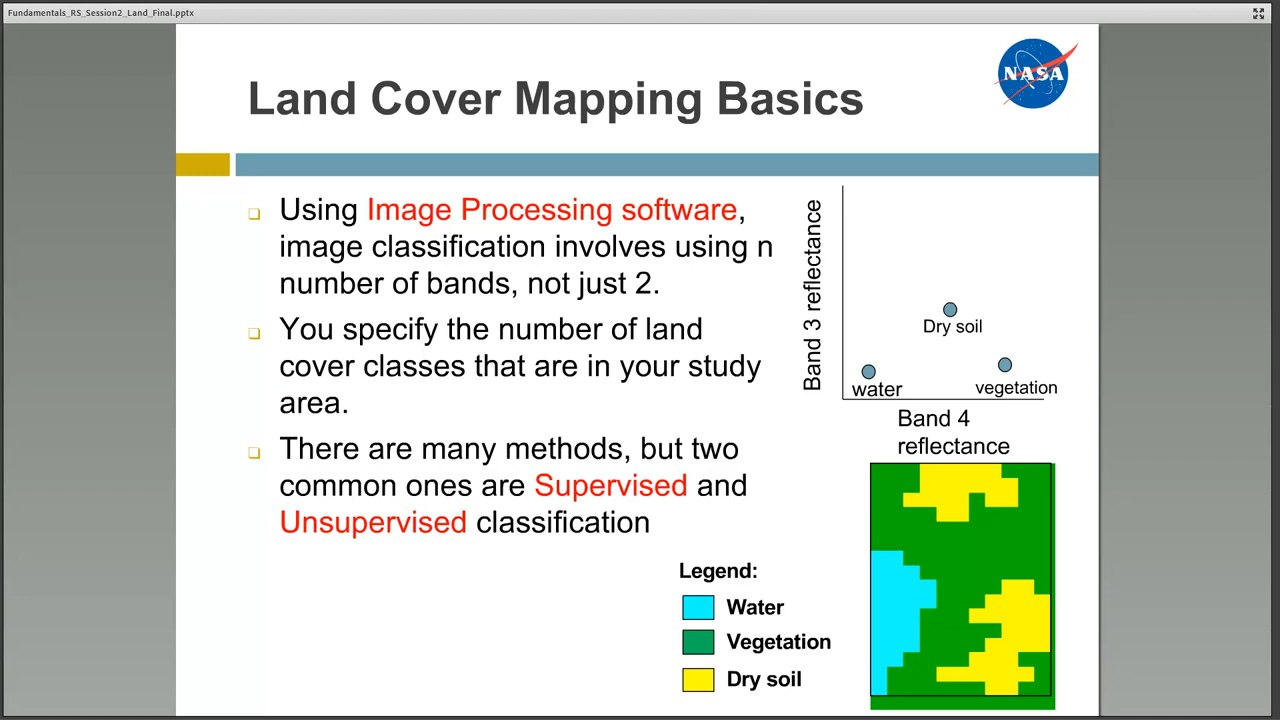 Fundamentals_RS_Session2_Land_Final.pptx
Land Cover Mapping Basics
NASA
Using Image Processing software,
image classification involves using n
number of bands, not just 2.
You specify the number of land
cover classes that are in your study
area.
There are many methods, but two
common ones are Supervised and
Unsupervised classification
Band 3 reflectance
Dry soil
water
vegetation
Band 4
reflectance
Legend:
Water
Vegetation
Dry soil